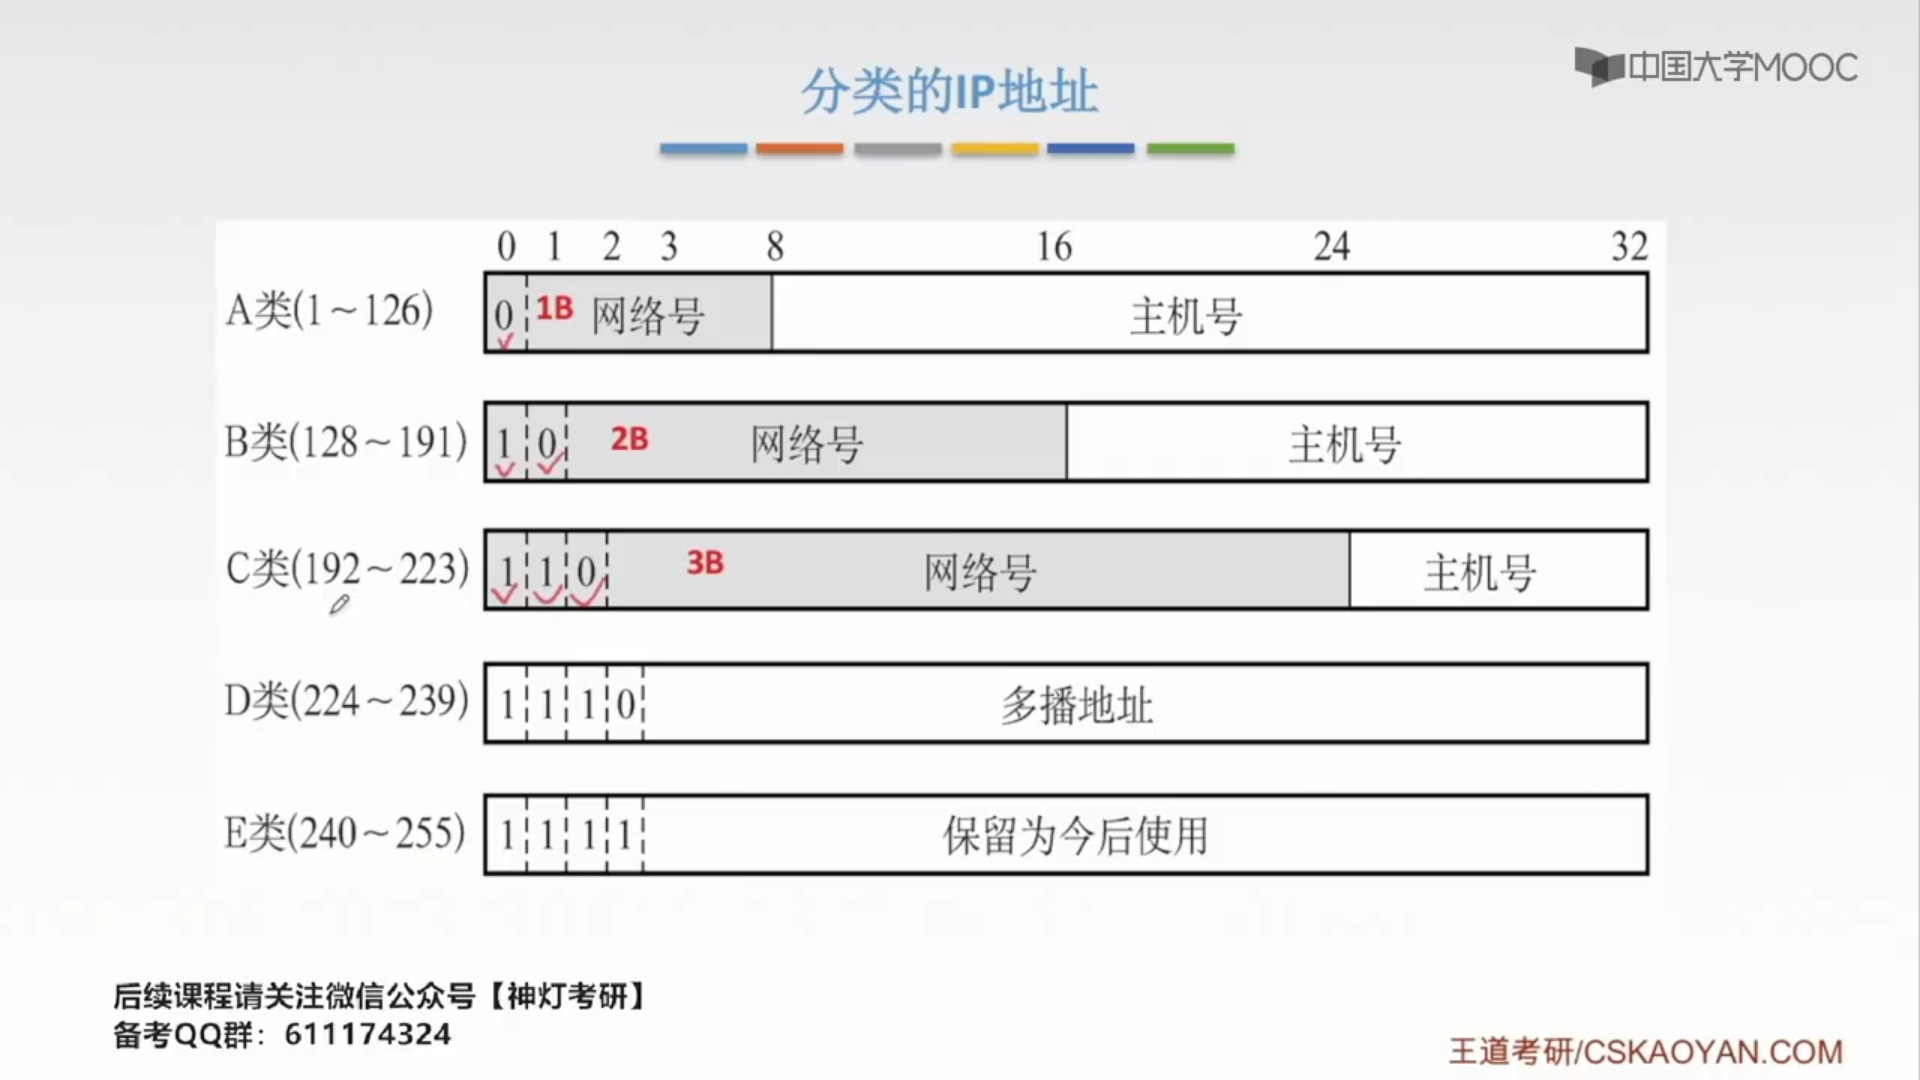 中国大学MOOC
分类的IP地址
0 1 2 3 8 16 24 32
A类(1～126) 0 1B 网络号 主机号
B类(128～191) 1 0 2B 网络号 主机号
C类(192～223) 1 1 0 3B 网络号 主机号
D类(224～239) 1 1 1 0 多播地址
E类(240～255) 1 1 1 1 保留为今后使用
后续课程请关注微信公众号【神灯考研】
备考QQ群：611174324
王道考研/CSKAOYAN.COM